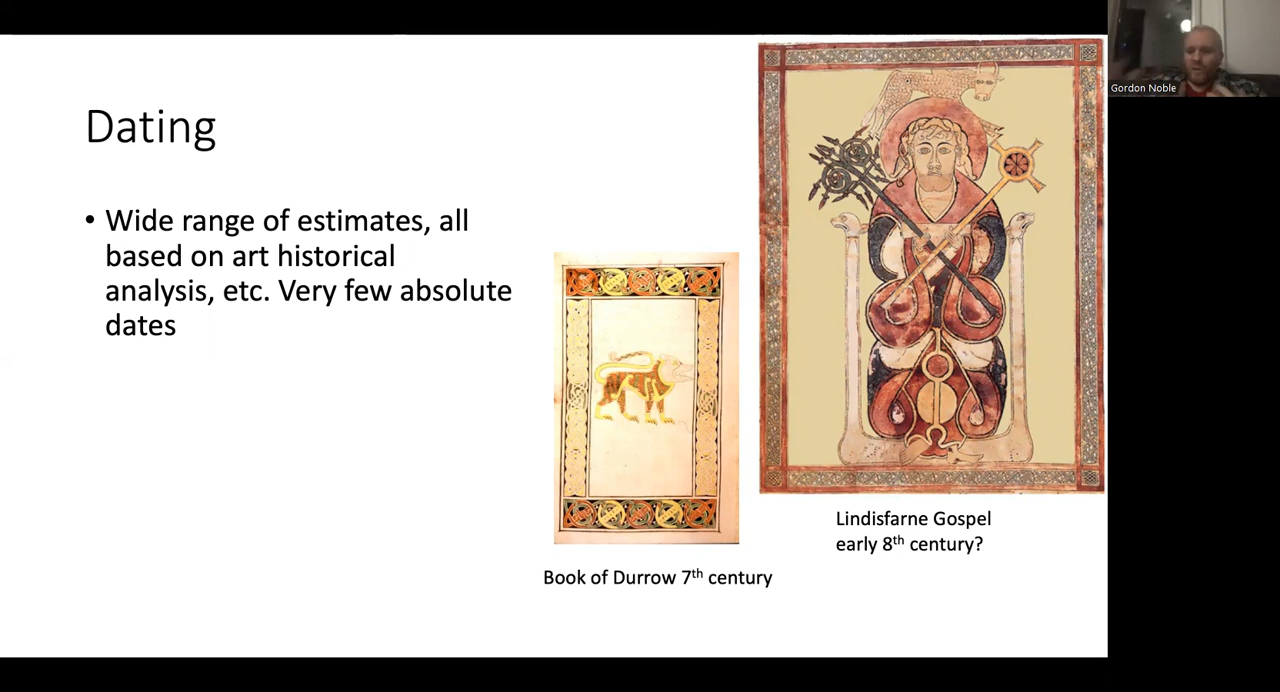 Dating
• Wide range of estimates, all
based on art historical
analysis, etc. Very few absolute
dates
Book of Durrow 7th century
Lindisfarne Gospel
early 8th century?
Gordon Noble